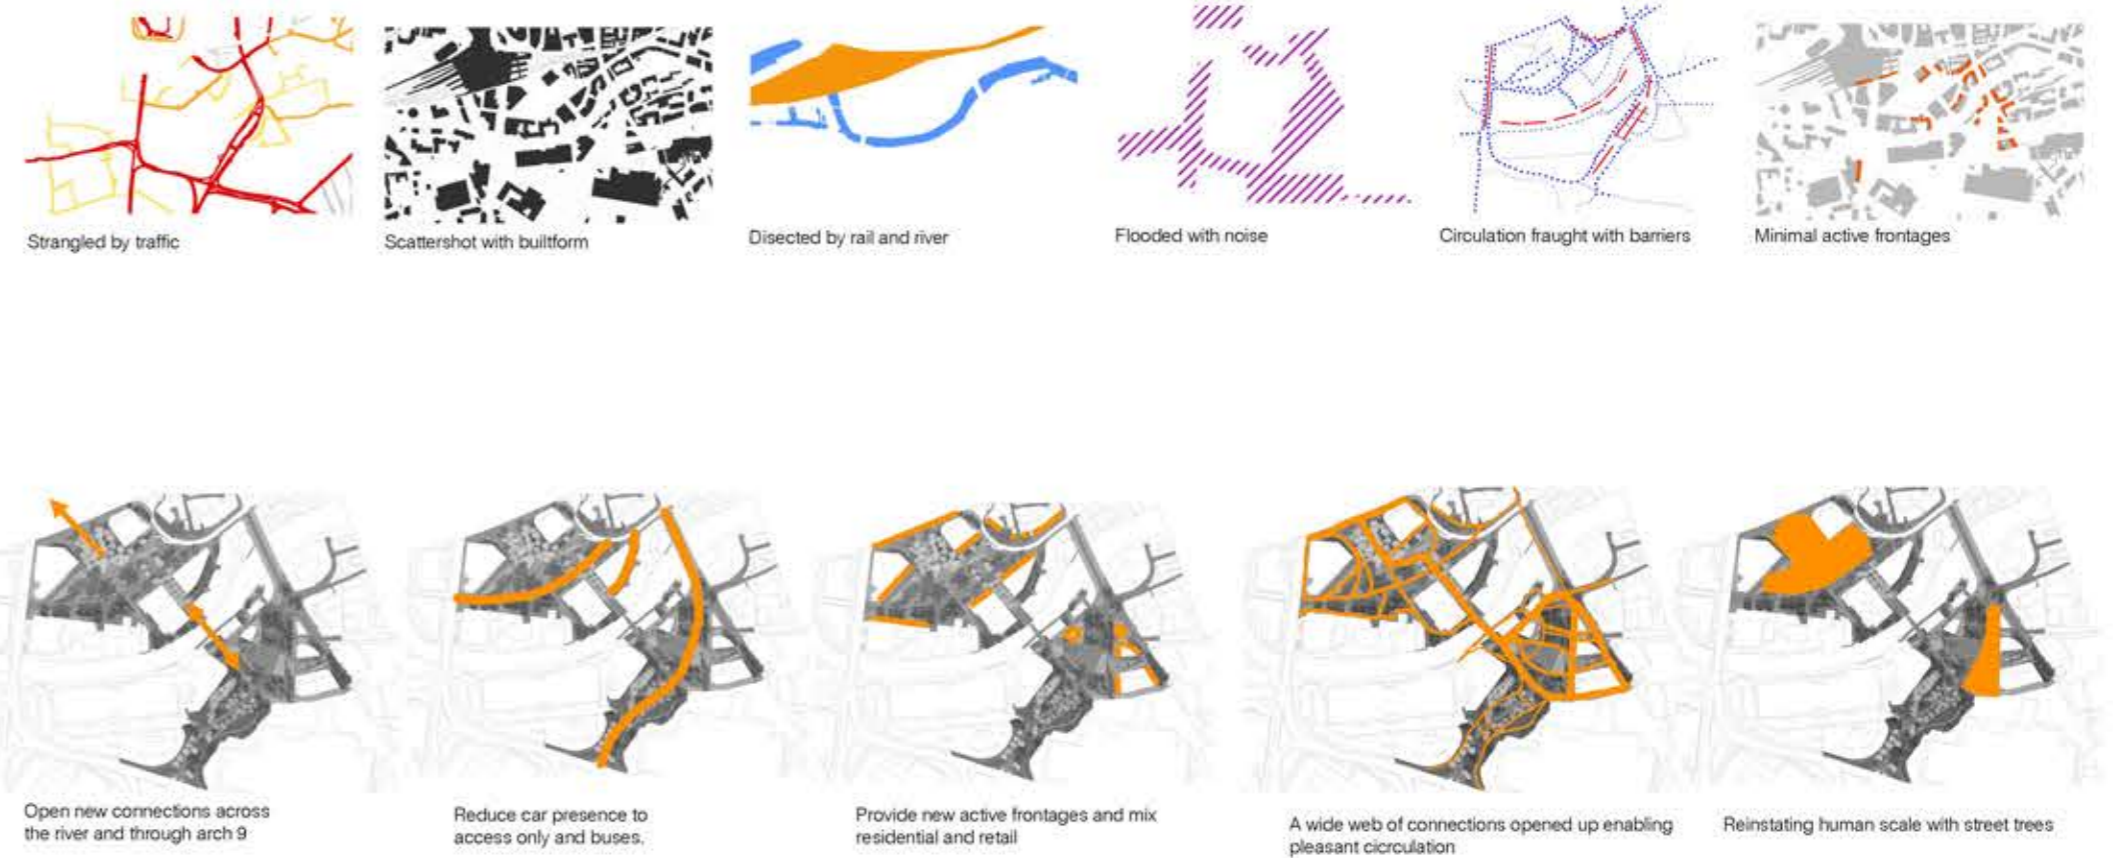 Strangled by traffic
Scattershot with builtform
Disected by rail and river
Flooded with noise
Circulation fraught with barriers
Minimal active frontages
Open new connections across
the river and through arch 9
Reduce car presence to
access only and buses.
Provide new active frontages and mix
residential and retail
A wide web of connections opened up enabling
pleasant cicrculation
Reinstating human scale with street trees